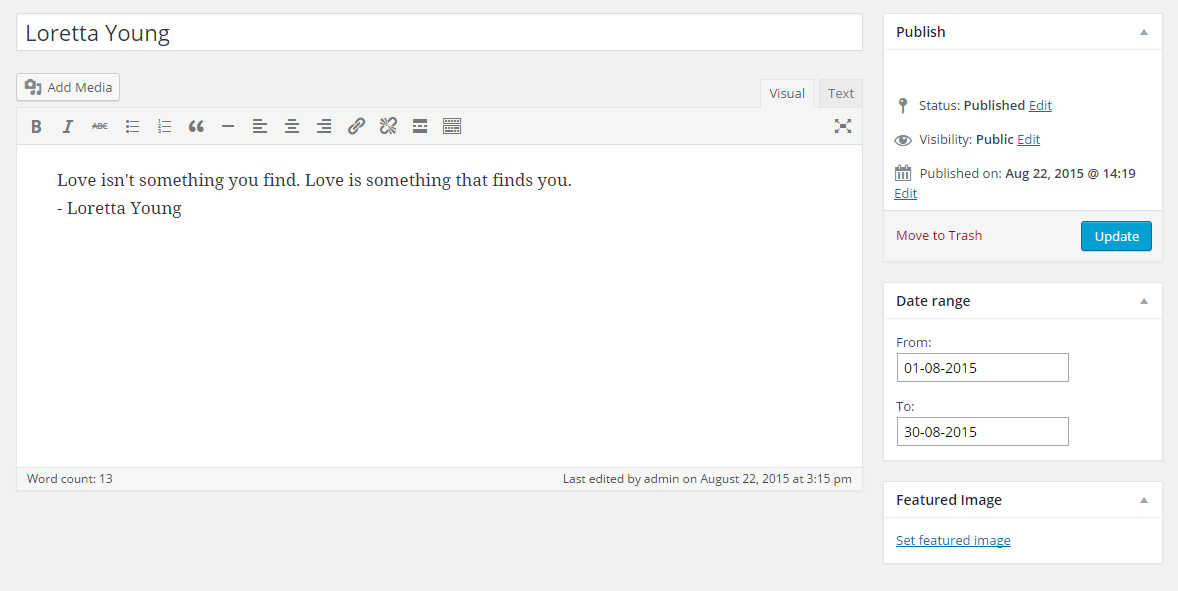 Loretta Young
Add Media
Visual
Text
B I ABC
Love isn't something you find. Love is something that finds you.
- Loretta Young
Word count: 13
Last edited by admin on August 22, 2015 at 3:15 pm
Publish
Status: Published Edit
Visibility: Public Edit
Published on: Aug 22, 2015 @ 14:19
Edit
Move to Trash
Update
Date range
From:
01-08-2015
To:
30-08-2015
Featured Image
Set featured image